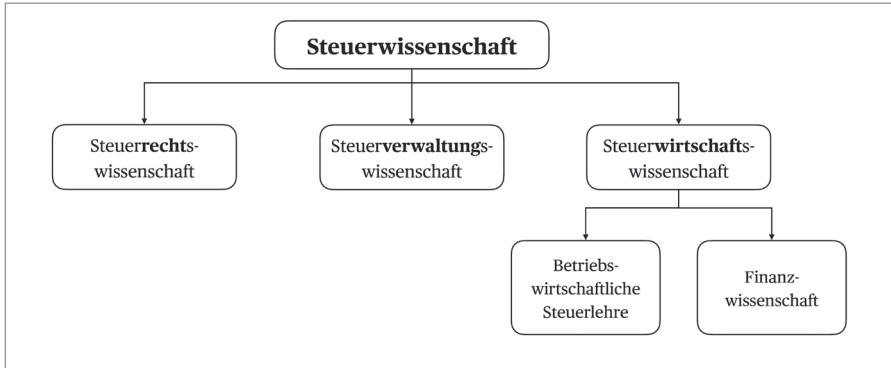 Steuerwissenschaft
Steuerrechts-
wissenschaft
Steuerverwaltungs-
wissenschaft
Steuerwirtschafts-
wissenschaft
Betriebs-
wirtschaftliche
Steuerlehre
Finanz-
wissenschaft